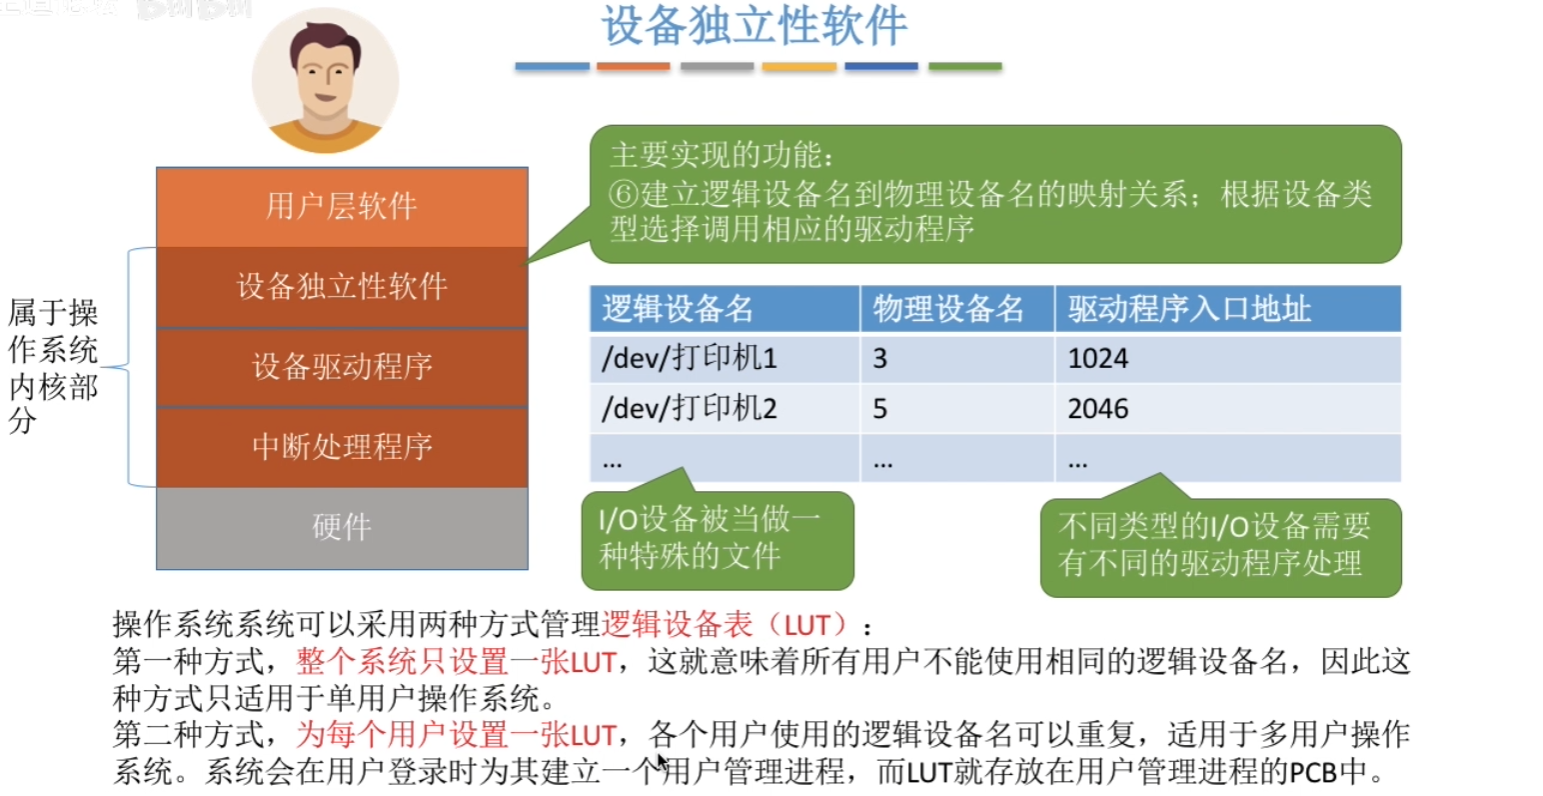 设备独立性软件
主要实现的功能：
⑥建立逻辑设备名到物理设备名的映射关系；根据设备类
型选择调用相应的驱动程序
用户层软件
设备独立性软件
设备驱动程序
中断处理程序
硬件
属于操
作系统
内核部
分
逻辑设备名 物理设备名 驱动程序入口地址
/dev/打印机1 3 1024
/dev/打印机2 5 2046
... ... ...
I/O设备被当做一
种特殊的文件
不同类型的I/O设备需要
有不同的驱动程序处理
操作系统系统可以采用两种方式管理逻辑设备表（LUT）：
第一种方式，整个系统只设置一张LUT，这就意味着所有用户不能使用相同的逻辑设备名，因此这
种方式只适用于单用户操作系统。
第二种方式，为每个用户设置一张LUT，各个用户使用的逻辑设备名可以重复，适用于多用户操作
系统。系统会在用户登录时为其建立一个用户管理进程，而LUT就存放在用户管理进程的PCB中。